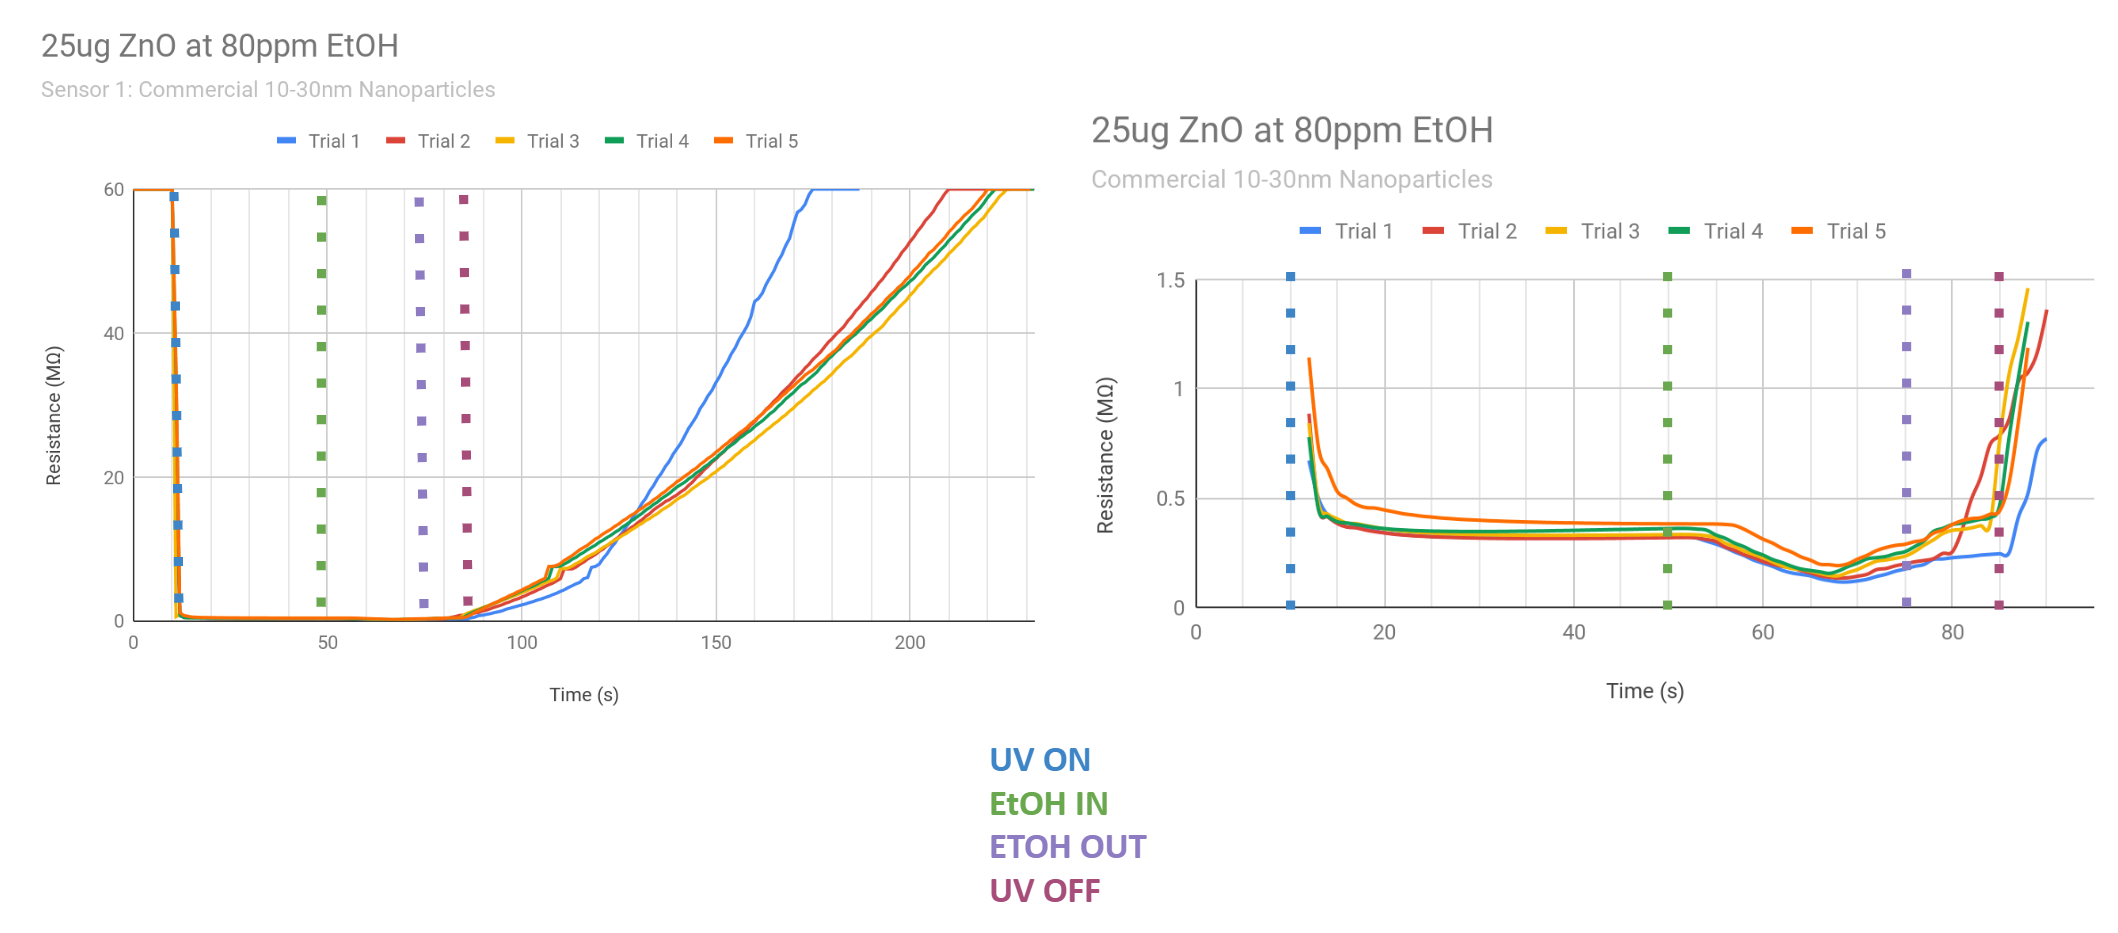 25ug ZnO at 80ppm EtOH
Sensor 1: Commercial 10-30nm Nanoparticles
Trial 1 Trial 2 Trial 3 Trial 4 Trial 5
60
40
20
0
Resistance (MΩ)
0 50 100 150 200
Time (s)
25ug ZnO at 80ppm EtOH
Commercial 10-30nm Nanoparticles
Trial 1 Trial 2 Trial 3 Trial 4 Trial 5
1.5
1
0.5
0
Resistance (MΩ)
0 20 40 60 80
Time (s)
UV ON
EtOH IN
ETOH OUT
UV OFF